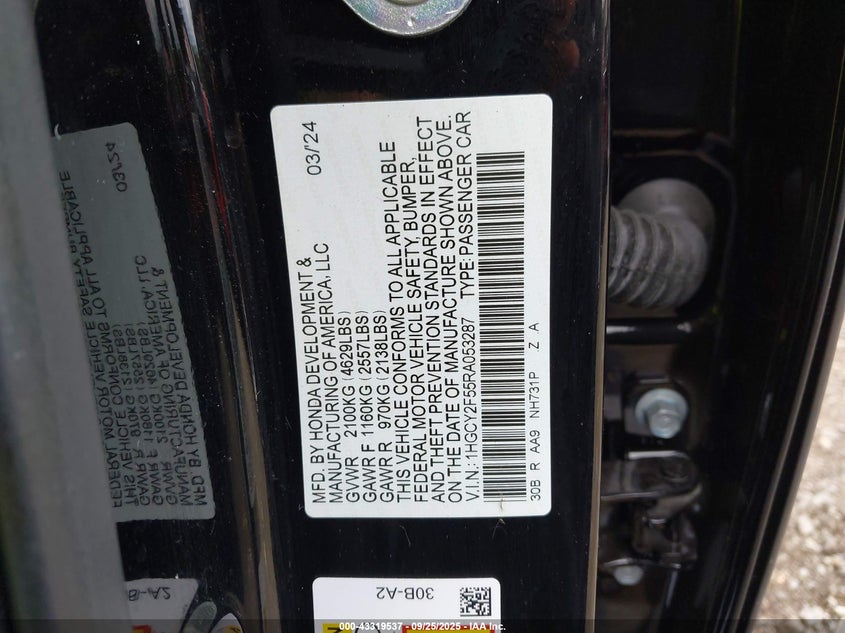 MFD. BY HONDA DEVELOPMENT & 03/'24
MANUFACTURING OF AMERICA, LLC
GVWR 2100KG (4629LBS)
GAWR F 1160KG (2557LBS)
GAWR R 970KG (2138LBS)
THIS VEHICLE CONFORMS TO ALL APPLICABLE
FEDERAL MOTOR VEHICLE SAFETY, BUMPER,
AND THEFT PREVENTION STANDARDS IN EFFECT
ON THE DATE OF MANUFACTURE SHOWN ABOVE.
V.I.N.: 1HGCY2F55RA053287 TYPE: PASSENGER CAR
30B R AA9 NH731P Z .A
30B-A2
000-43319537 - 09/25/2025 - IAAI, Inc.